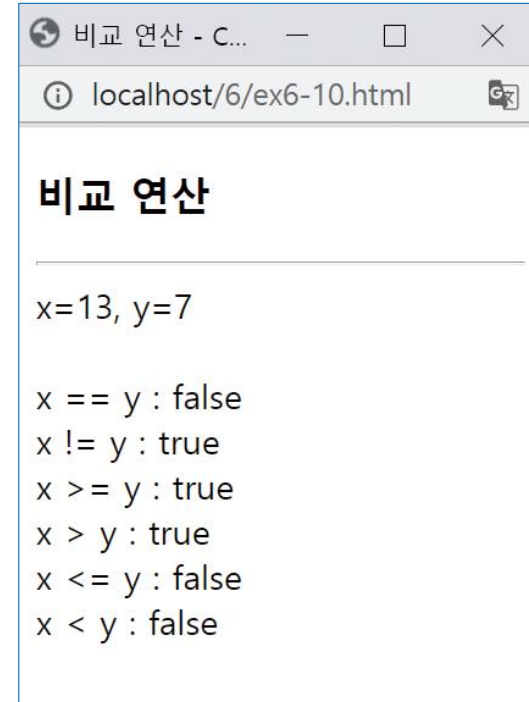 비교 연산 - C...
localhost/6/ex6-10.html
비교 연산
x=13, y=7
x == y : false
x != y : true
x >= y : true
x > y : true
x <= y : false
x < y : false